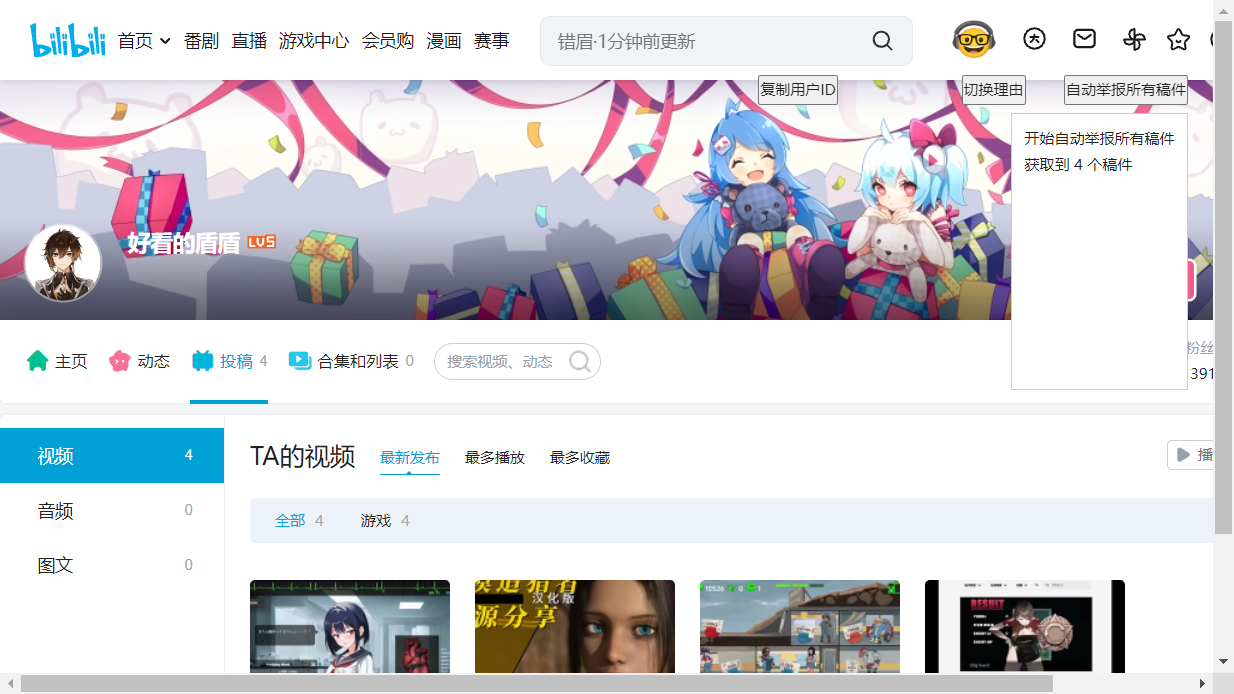 bilibili
首页 番剧 直播 游戏中心 会员购 漫画 赛事
错眉·1分钟前更新
复制用户ID 切换理由 自动举报所有稿件
开始自动举报所有稿件
获取到 4 个稿件
好看的盾盾 LV5
主页 动态 投稿 4 合集和列表 0 搜索视频、动态
粉丝
391
视频 4
音频 0
图文 0
TA的视频 最新发布 最多播放 最多收藏 播
全部 4 游戏 4
汉化版
源分享
10526 0 1
RESULT